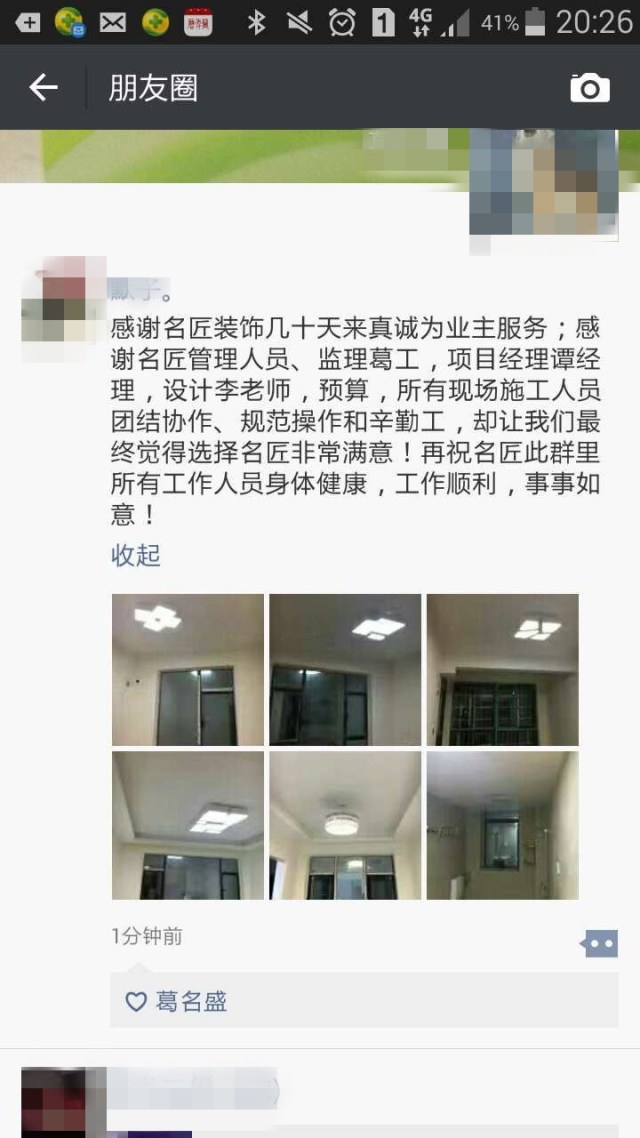 1
4G
41%
20:26
朋友圈
感谢名匠装饰几十天来真诚为业主服务；感
谢名匠管理人员、监理葛工，项目经理谭经
理，设计李老师，预算，所有现场施工人员
团结协作、规范操作和辛勤工，却让我们最
终觉得选择名匠非常满意！再祝名匠此群里
所有工作人员身体健康，工作顺利，事事如
意！
收起
1分钟前
葛名盛